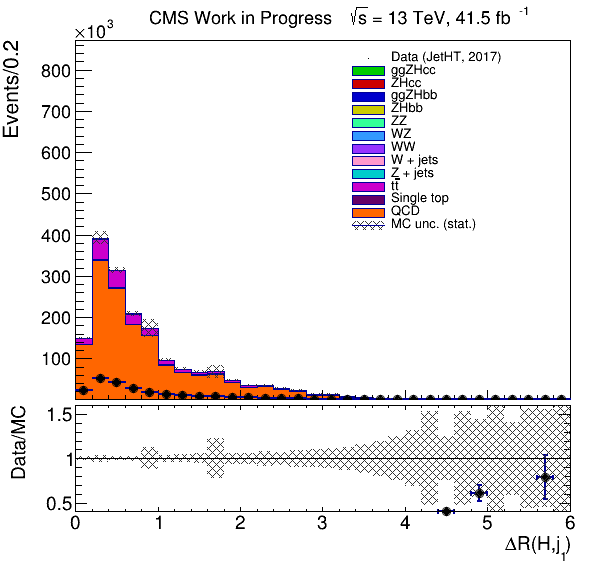 CMS Work in Progress √s = 13 TeV, 41.5 fb⁻¹
×10³
Events/0.2
800
700
600
500
400
300
200
100
Data (JetHT, 2017)
ggZHcc
ZHcc
ggZHbb
ZHbb
ZZ
WZ
WW
W + jets
Z + jets
tt̄
Single top
QCD
MC unc. (stat.)
Data/MC
1.5
1
0.5
0 1 2 3 4 5 6
ΔR(H,j₁)